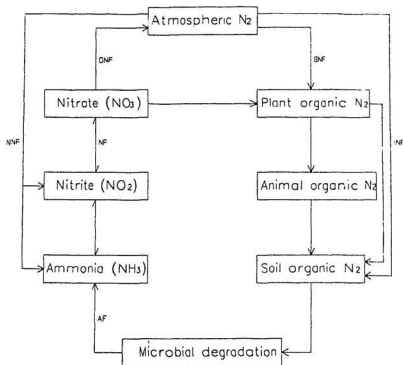 Atmospheric N2
DNF
BNF
Nitrate (NO3)
Plant organic N2
NNF
NF
Nitrite (NO2)
Animal organic N2
Ammonia (NH3)
Soil organic N2
AF
Microbial degradation